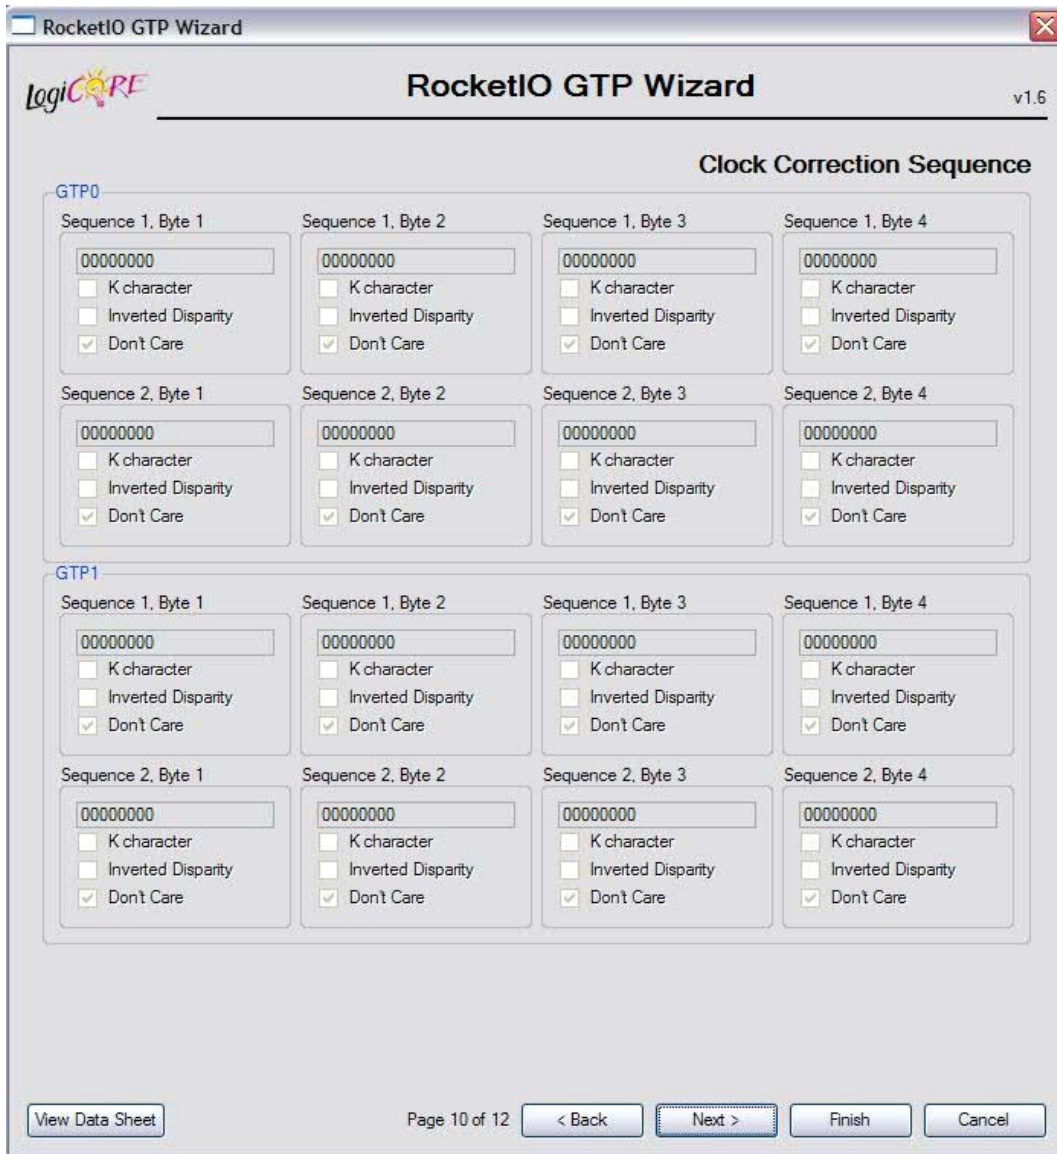 RocketIO GTP Wizard
LogiCORE RocketIO GTP Wizard v1.6
Clock Correction Sequence
GTP0
Sequence 1, Byte 1 Sequence 1, Byte 2 Sequence 1, Byte 3 Sequence 1, Byte 4
00000000 00000000 00000000 00000000
K character K character K character K character
Inverted Disparity Inverted Disparity Inverted Disparity Inverted Disparity
Don't Care Don't Care Don't Care Don't Care
Sequence 2, Byte 1 Sequence 2, Byte 2 Sequence 2, Byte 3 Sequence 2, Byte 4
00000000 00000000 00000000 00000000
K character K character K character K character
Inverted Disparity Inverted Disparity Inverted Disparity Inverted Disparity
Don't Care Don't Care Don't Care Don't Care
GTP1
Sequence 1, Byte 1 Sequence 1, Byte 2 Sequence 1, Byte 3 Sequence 1, Byte 4
00000000 00000000 00000000 00000000
K character K character K character K character
Inverted Disparity Inverted Disparity Inverted Disparity Inverted Disparity
Don't Care Don't Care Don't Care Don't Care
Sequence 2, Byte 1 Sequence 2, Byte 2 Sequence 2, Byte 3 Sequence 2, Byte 4
00000000 00000000 00000000 00000000
K character K character K character K character
Inverted Disparity Inverted Disparity Inverted Disparity Inverted Disparity
Don't Care Don't Care Don't Care Don't Care
View Data Sheet Page 10 of 12 < Back Next > Finish Cancel